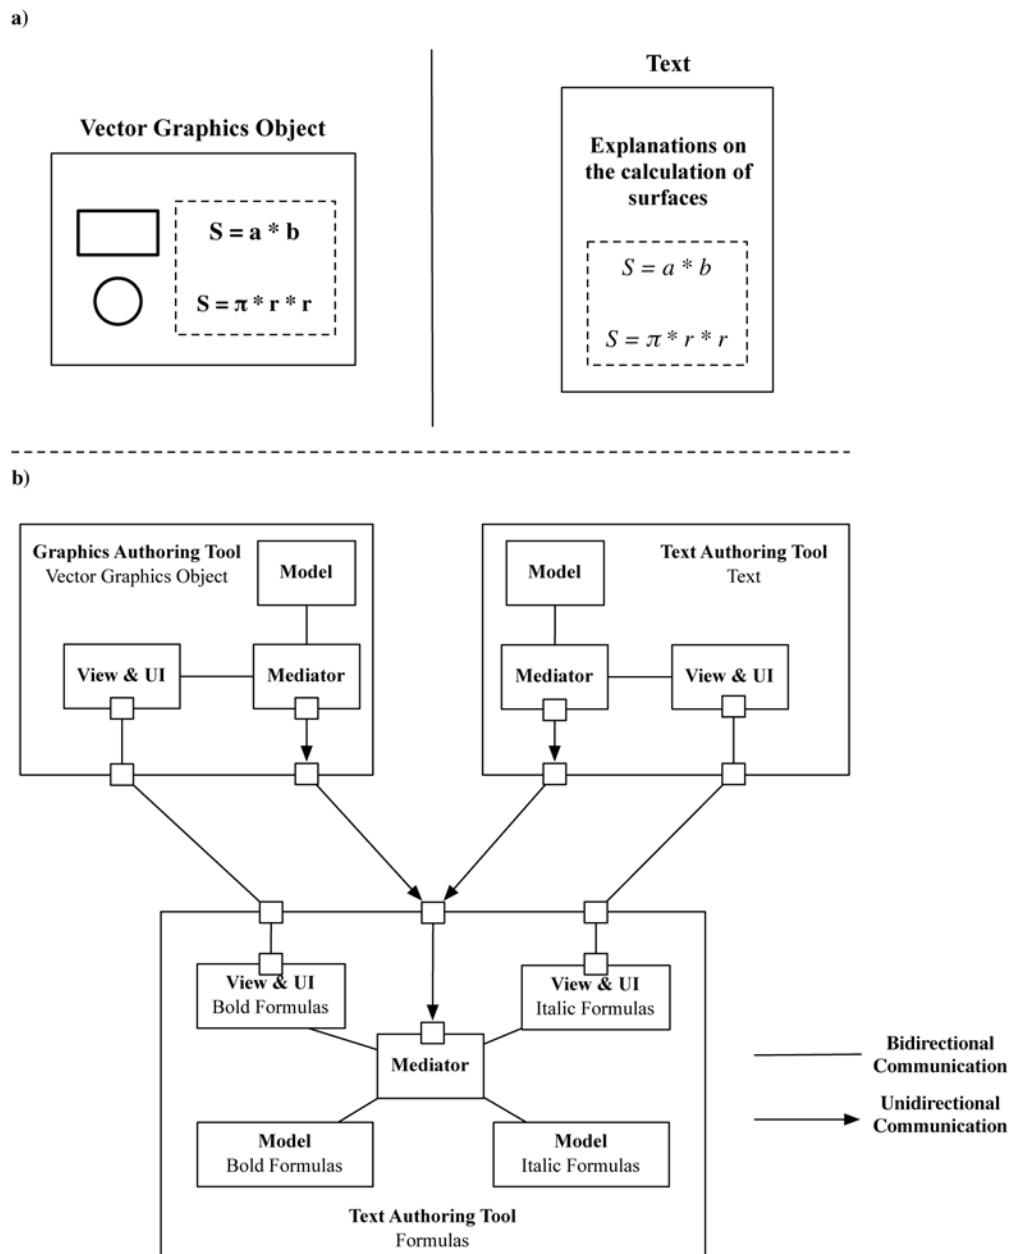 a)
Vector Graphics Object
S = a * b
S = π * r * r
Text
Explanations on
the calculation of
surfaces
S = a * b
S = π * r * r
b)
Graphics Authoring Tool
Vector Graphics Object
Model
View & UI
Mediator
Text Authoring Tool
Text
Model
Mediator
View & UI
View & UI
Bold Formulas
View & UI
Italic Formulas
Mediator
Model
Bold Formulas
Model
Italic Formulas
Text Authoring Tool
Formulas
Bidirectional
Communication
Unidirectional
Communication